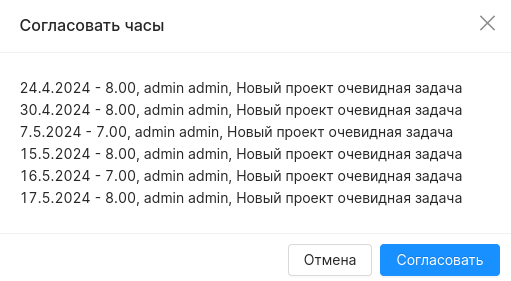 Согласовать часы
24.4.2024 - 8.00, admin admin, Новый проект очевидная задача
30.4.2024 - 8.00, admin admin, Новый проект очевидная задача
7.5.2024 - 7.00, admin admin, Новый проект очевидная задача
15.5.2024 - 8.00, admin admin, Новый проект очевидная задача
16.5.2024 - 7.00, admin admin, Новый проект очевидная задача
17.5.2024 - 8.00, admin admin, Новый проект очевидная задача
Отмена
Согласовать